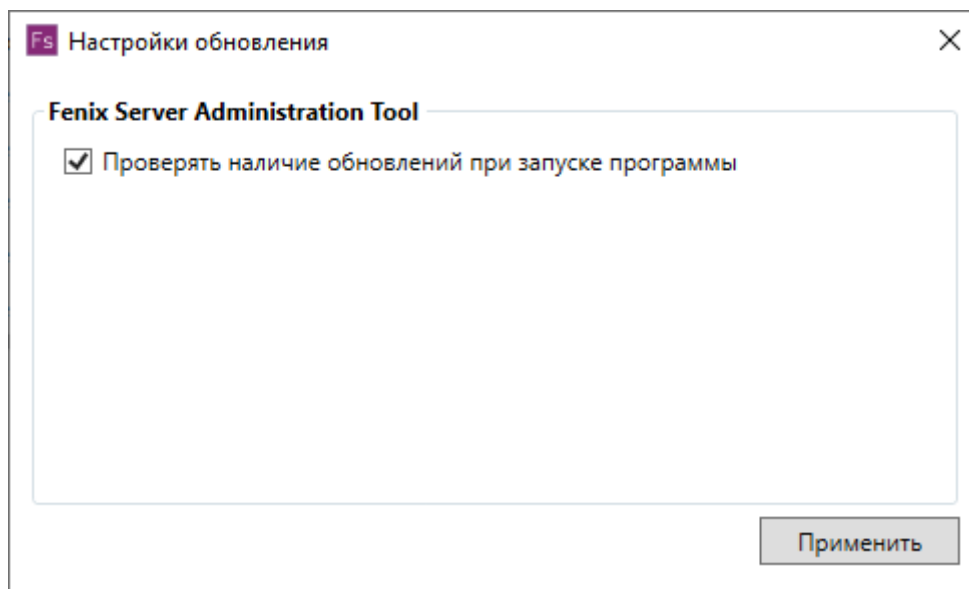 Fs Настройки обновления
Fenix Server Administration Tool
Проверять наличие обновлений при запуске программы
Применить